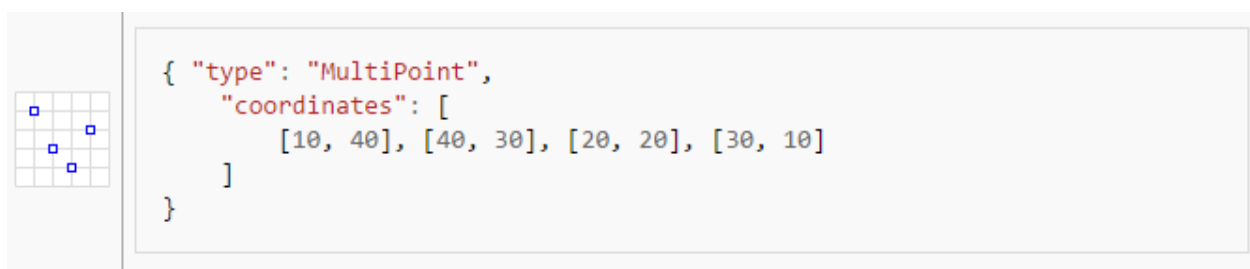 { "type": "MultiPoint",
    "coordinates": [
        [10, 40], [40, 30], [20, 20], [30, 10]
    ]
}